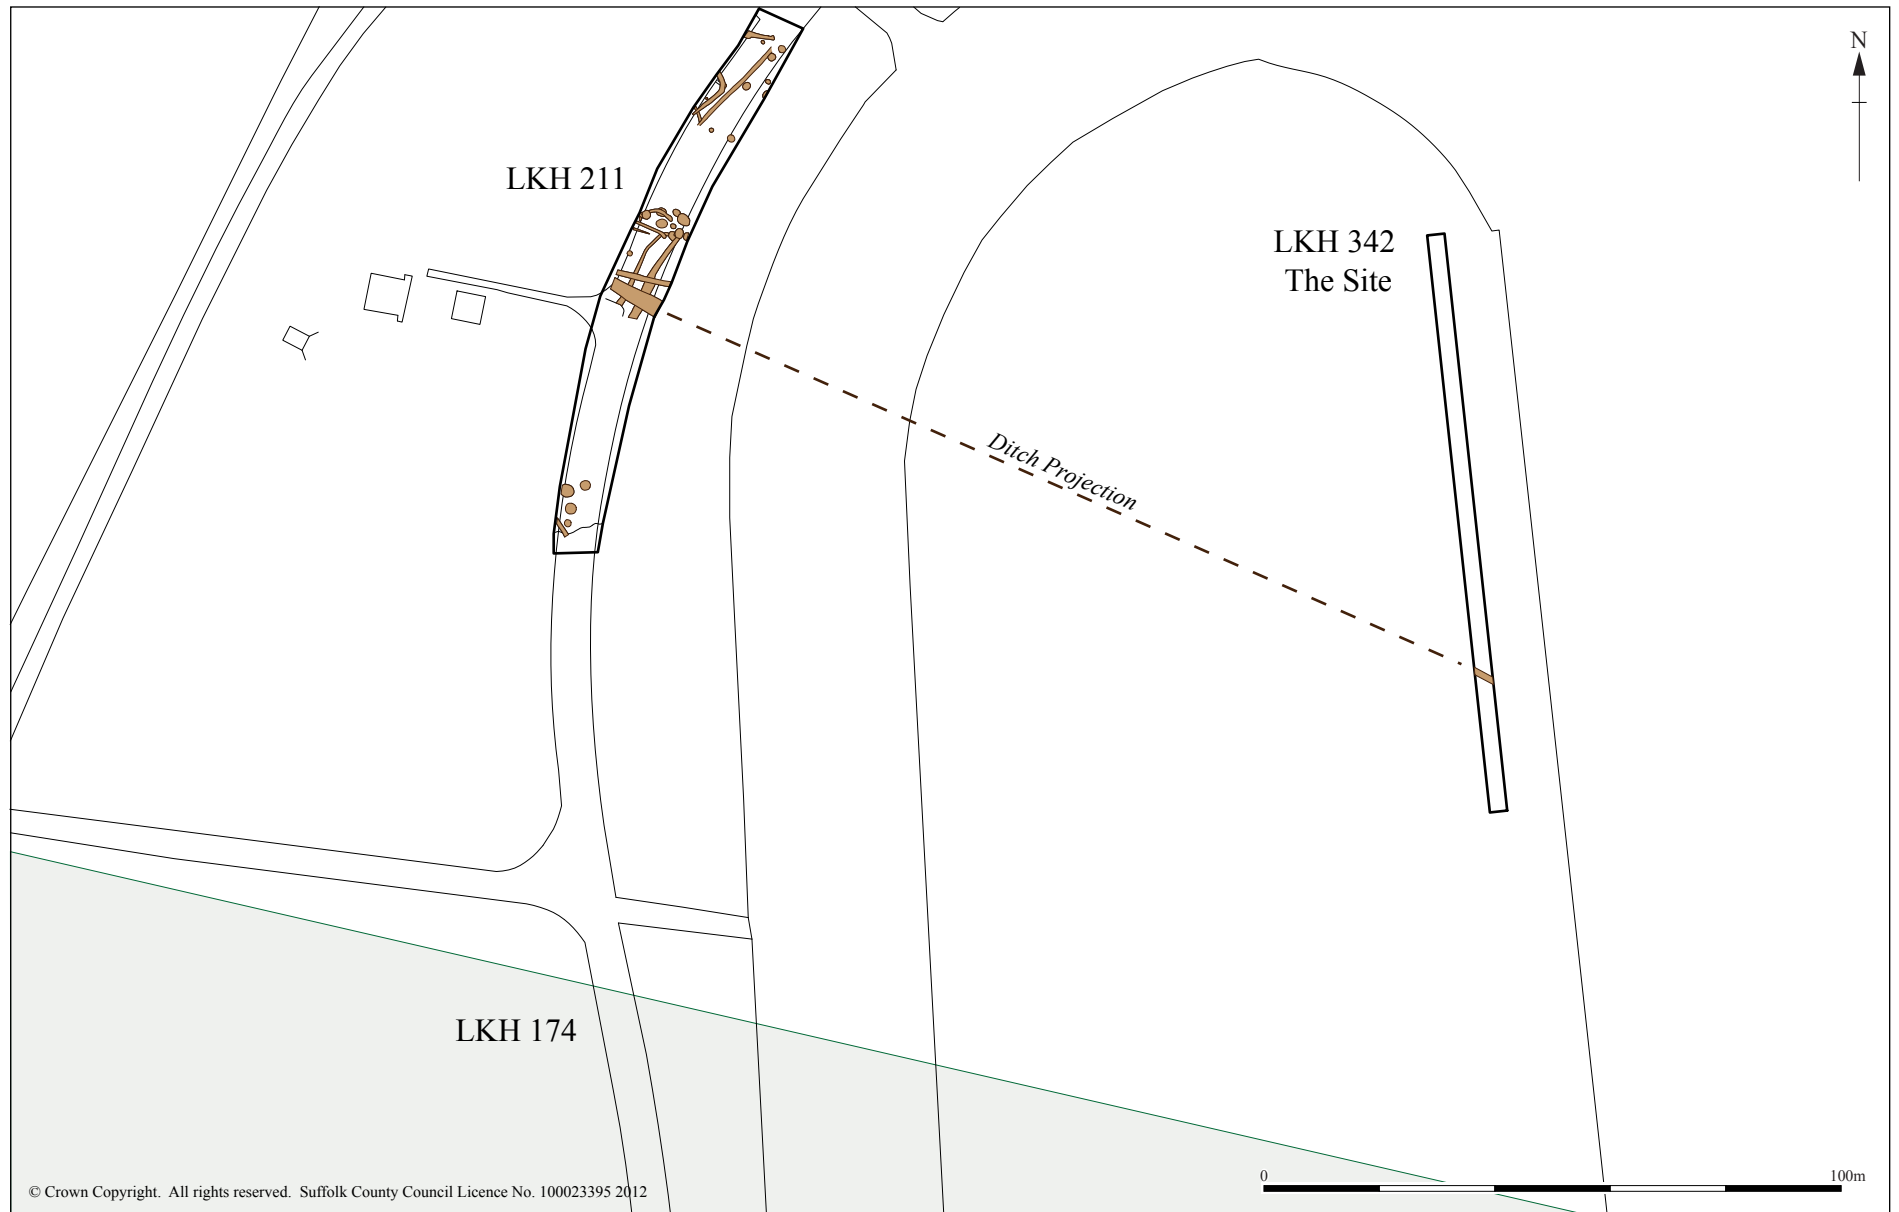 N
LKH 211
LKH 342
The Site
Ditch Projection
LKH 174
0
100m
© Crown Copyright. All rights reserved. Suffolk County Council Licence No. 100023395 2012